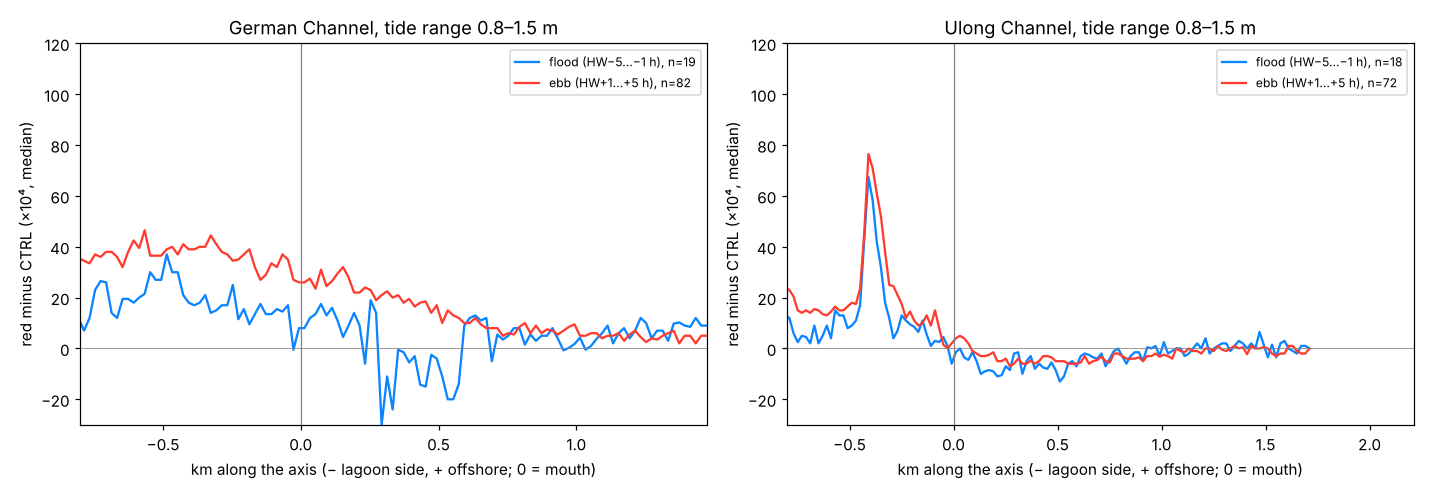 German Channel, tide range 0.8–1.5 m
120
100
80
60
40
20
0
−20
red minus CTRL (×10⁴, median)
flood (HW−5…−1 h), n=19
ebb (HW+1…+5 h), n=82
−0.5
0.0
0.5
1.0
km along the axis (− lagoon side, + offshore; 0 = mouth)
Ulong Channel, tide range 0.8–1.5 m
120
100
80
60
40
20
0
−20
red minus CTRL (×10⁴, median)
flood (HW−5…−1 h), n=18
ebb (HW+1…+5 h), n=72
−0.5
0.0
0.5
1.0
1.5
2.0
km along the axis (− lagoon side, + offshore; 0 = mouth)